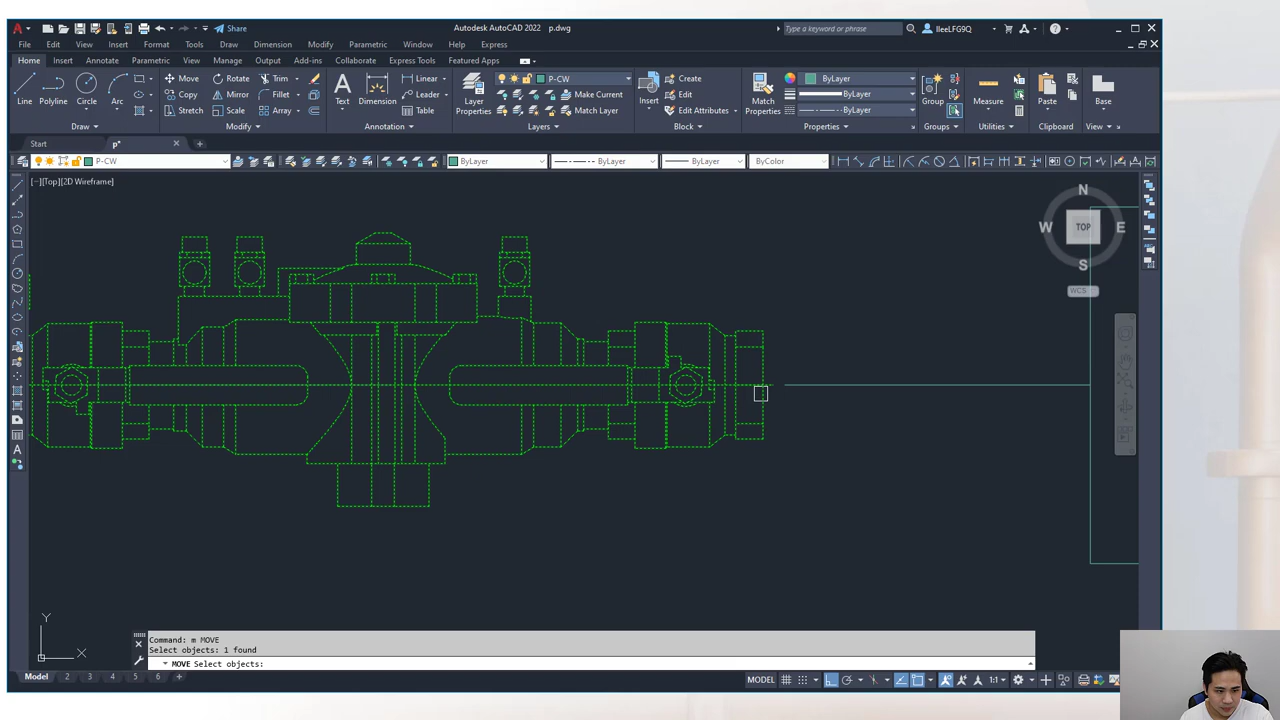 Autodesk AutoCAD 2022 p.dwg
Share
Type a keyword or phrase
lleeLFG9Q
File Edit View Insert Format Tools Draw Dimension Modify Parametric Window Help Express
Home Insert Annotate Parametric View Manage Output Add-ins Collaborate Express Tools Featured Apps
Line Polyline Circle Arc
Move Rotate Trim
Copy Mirror Fillet
Stretch Scale Array
Text Dimension
Linear
Leader
Table
Layer Properties
P-CW
Make Current
Match Layer
Insert
Create
Edit
Edit Attributes
Match Properties
ByLayer
ByLayer
ByLayer
Group
Measure
Paste
Base
Draw Modify Annotation Layers Block Properties Groups Utilities Clipboard View
Start p*
P-CW ByLayer ByLayer ByLayer ByColor
[−][Top][2D Wireframe]
N
W TOP E
S
WCS
Y
X
Command: m MOVE
Select objects: 1 found
MOVE Select objects:
Model 2 3 4 5 6 +
MODEL 1:1